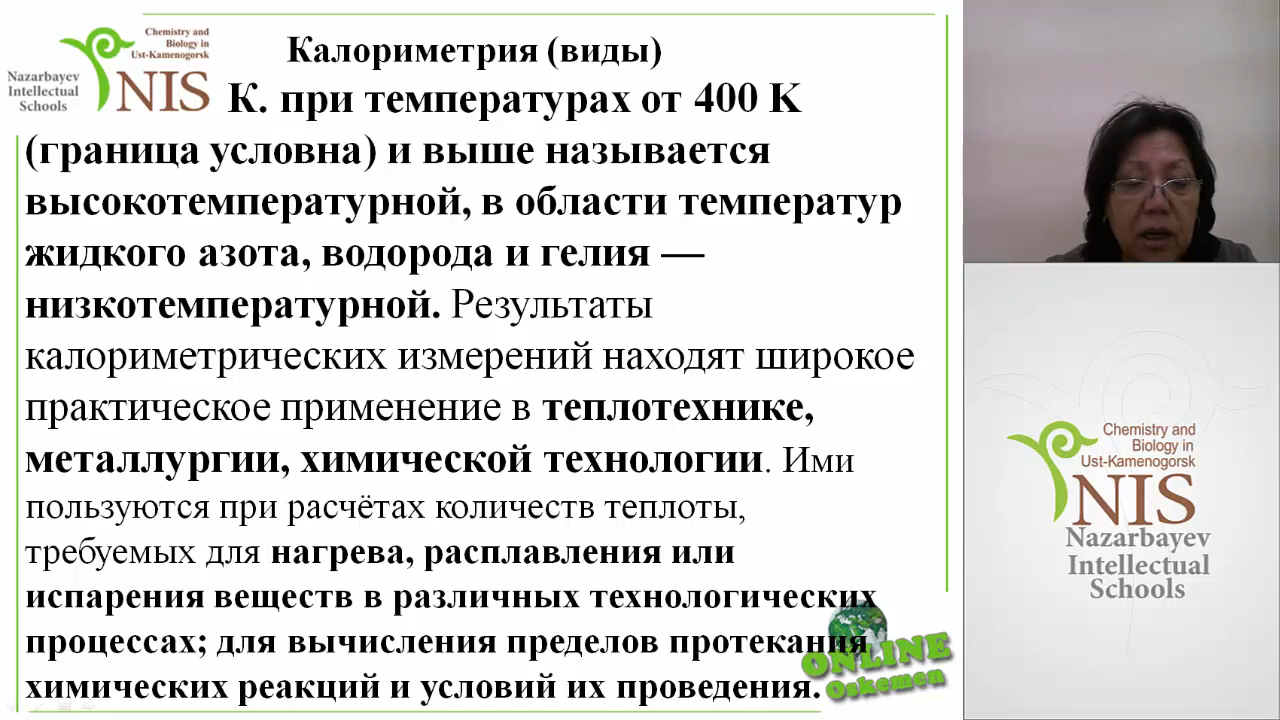 Chemistry and
Biology in
Ust-Kamenogorsk
Nazarbayev
Intellectual
Schools
NIS
Калориметрия (виды)
К. при температурах от 400 K
(граница условна) и выше называется
высокотемпературной, в области температур
жидкого азота, водорода и гелия —
низкотемпературной. Результаты
калориметрических измерений находят широкое
практическое применение в теплотехнике,
металлургии, химической технологии. Ими
пользуются при расчётах количеств теплоты,
требуемых для нагрева, расплавления или
испарения веществ в различных технологических
процессах; для вычисления пределов протекания
химических реакций и условий их проведения.
ONLINE
Oskemen
Chemistry and
Biology in
Ust-Kamenogorsk
NIS
Nazarbayev
Intellectual
Schools